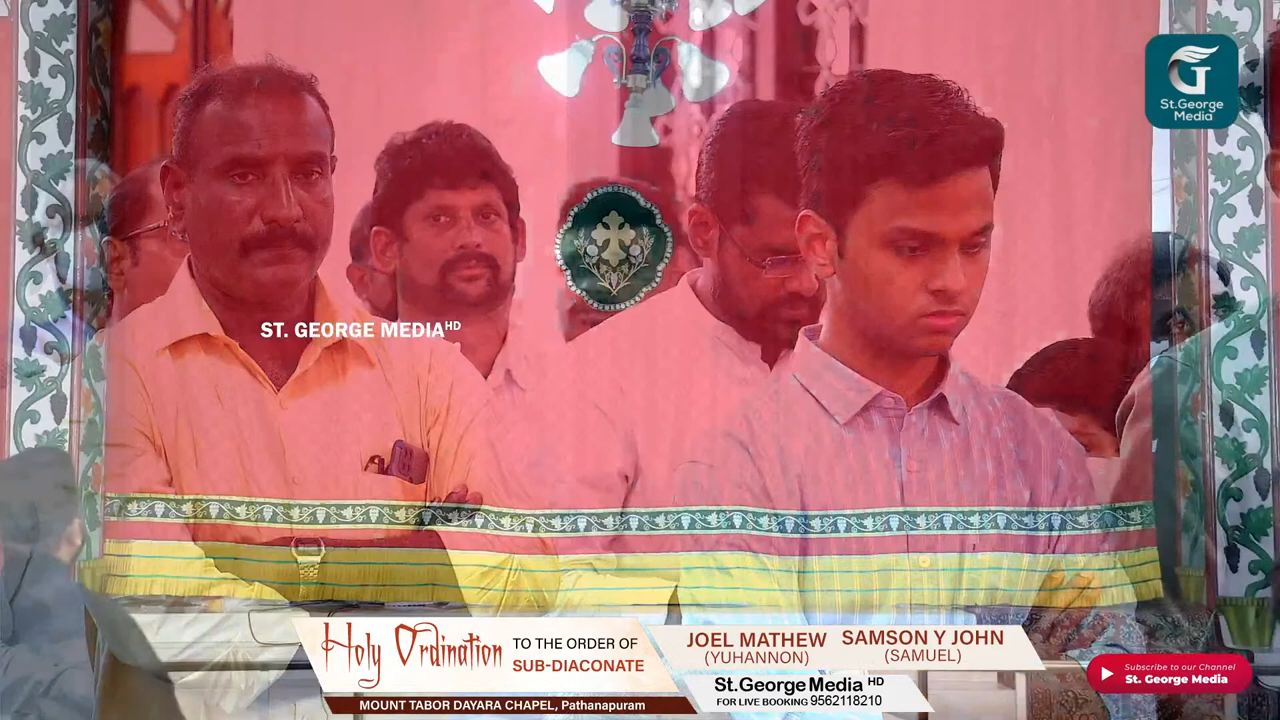 St.George
Media
ST. GEORGE MEDIAHD
Holy Ordination
TO THE ORDER OF
SUB-DIACONATE
MOUNT TABOR DAYARA CHAPEL, Pathanapuram
JOEL MATHEW
(YUHANNON)
SAMSON Y JOHN
(SAMUEL)
St.George Media HD
FOR LIVE BOOKING 9562118210
Subscribe to our Channel
St. George Media